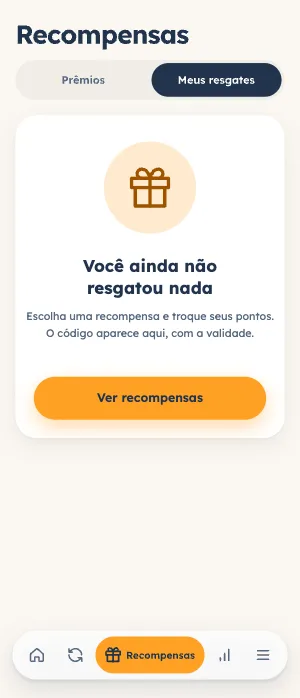 Recompensas
Prêmios
Meus resgates
Você ainda não
resgatou nada
Escolha uma recompensa e troque seus pontos.
O código aparece aqui, com a validade.
Ver recompensas
Recompensas